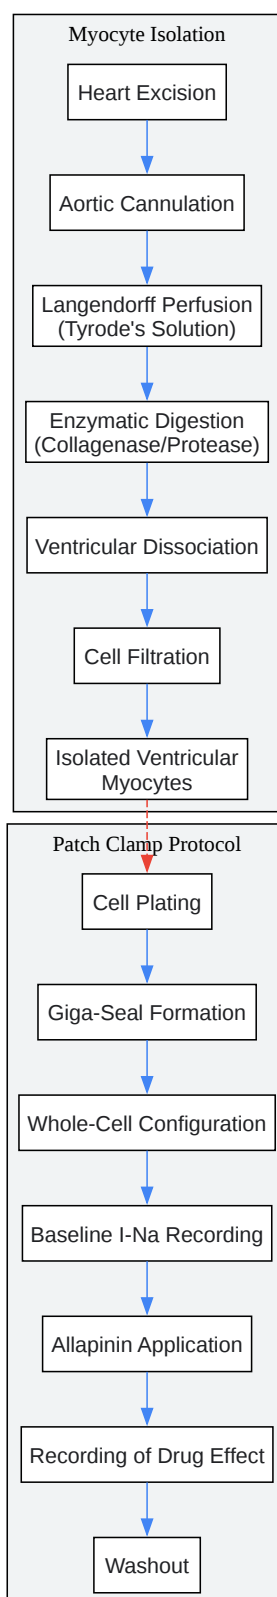 Myocyte Isolation
Heart Excision
Aortic Cannulation
Langendorff Perfusion
(Tyrode's Solution)
Enzymatic Digestion
(Collagenase/Protease)
Ventricular Dissociation
Cell Filtration
Isolated Ventricular
Myocytes
Patch Clamp Protocol
Cell Plating
Giga-Seal Formation
Whole-Cell Configuration
Baseline I-Na Recording
Allapinin Application
Recording of Drug Effect
Washout